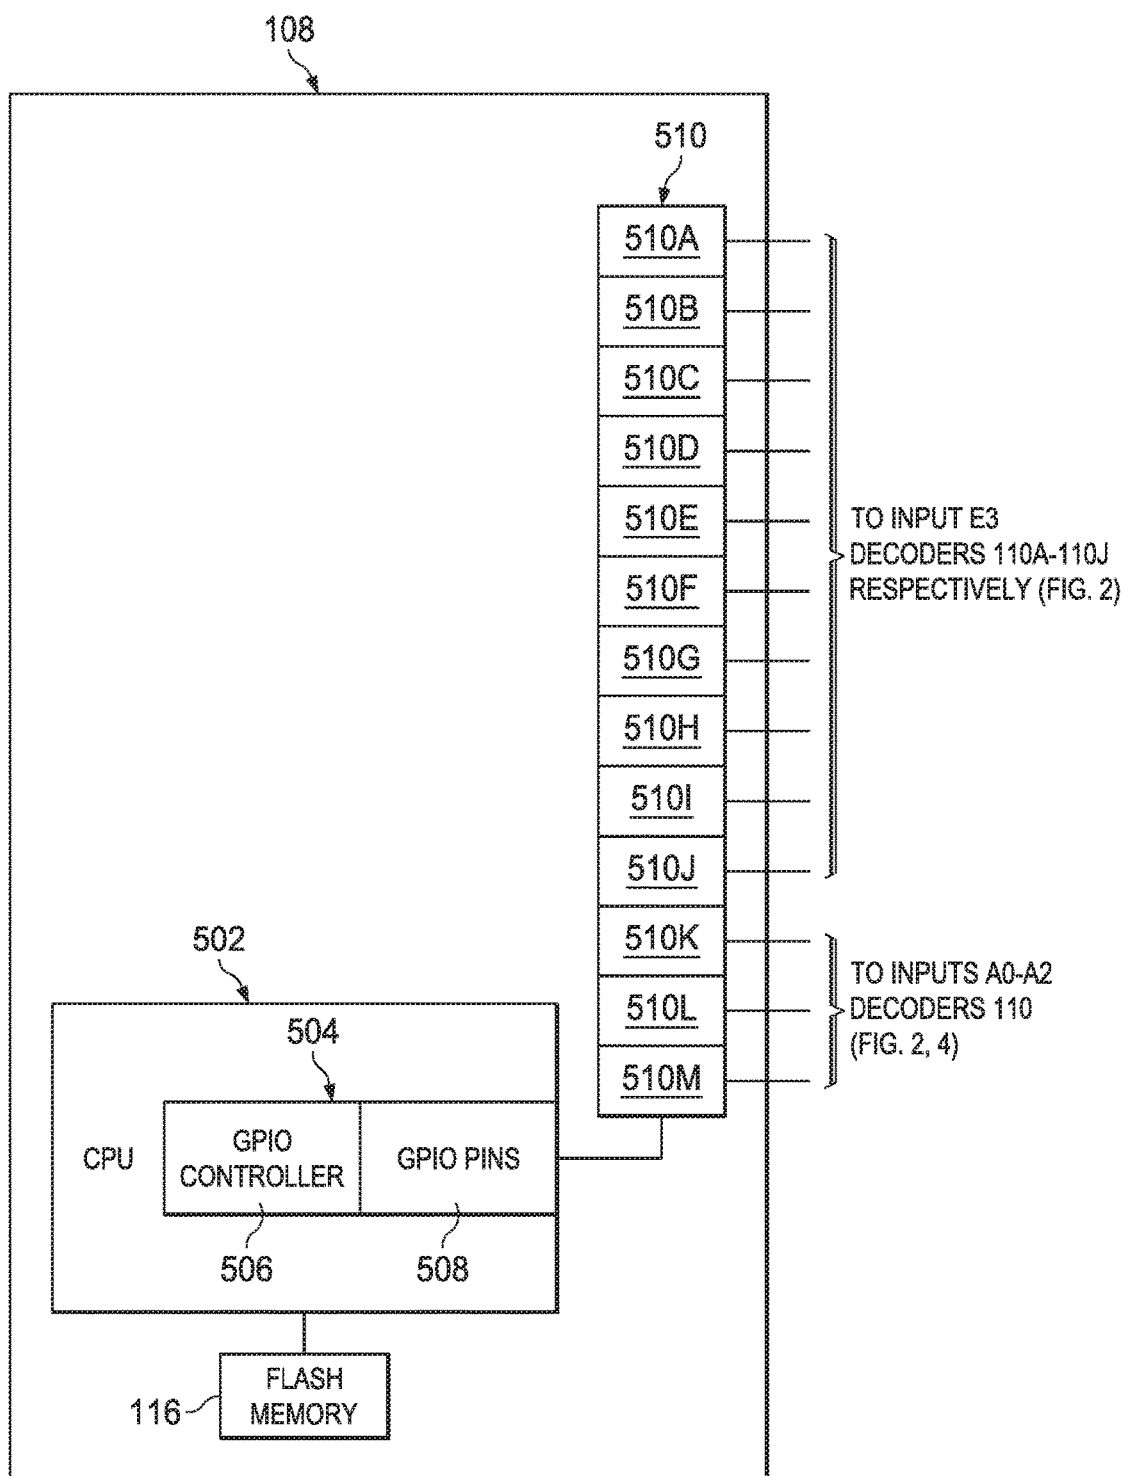 108
510
510A
510B
510C
510D
510E
510F
510G
510H
510I
510J
510K
510L
510M
TO INPUT E3
DECODERS 110A-110J
RESPECTIVELY (FIG. 2)
TO INPUTS A0-A2
DECODERS 110
(FIG. 2, 4)
502
504
CPU
GPIO
CONTROLLER
GPIO PINS
506
508
116
FLASH
MEMORY